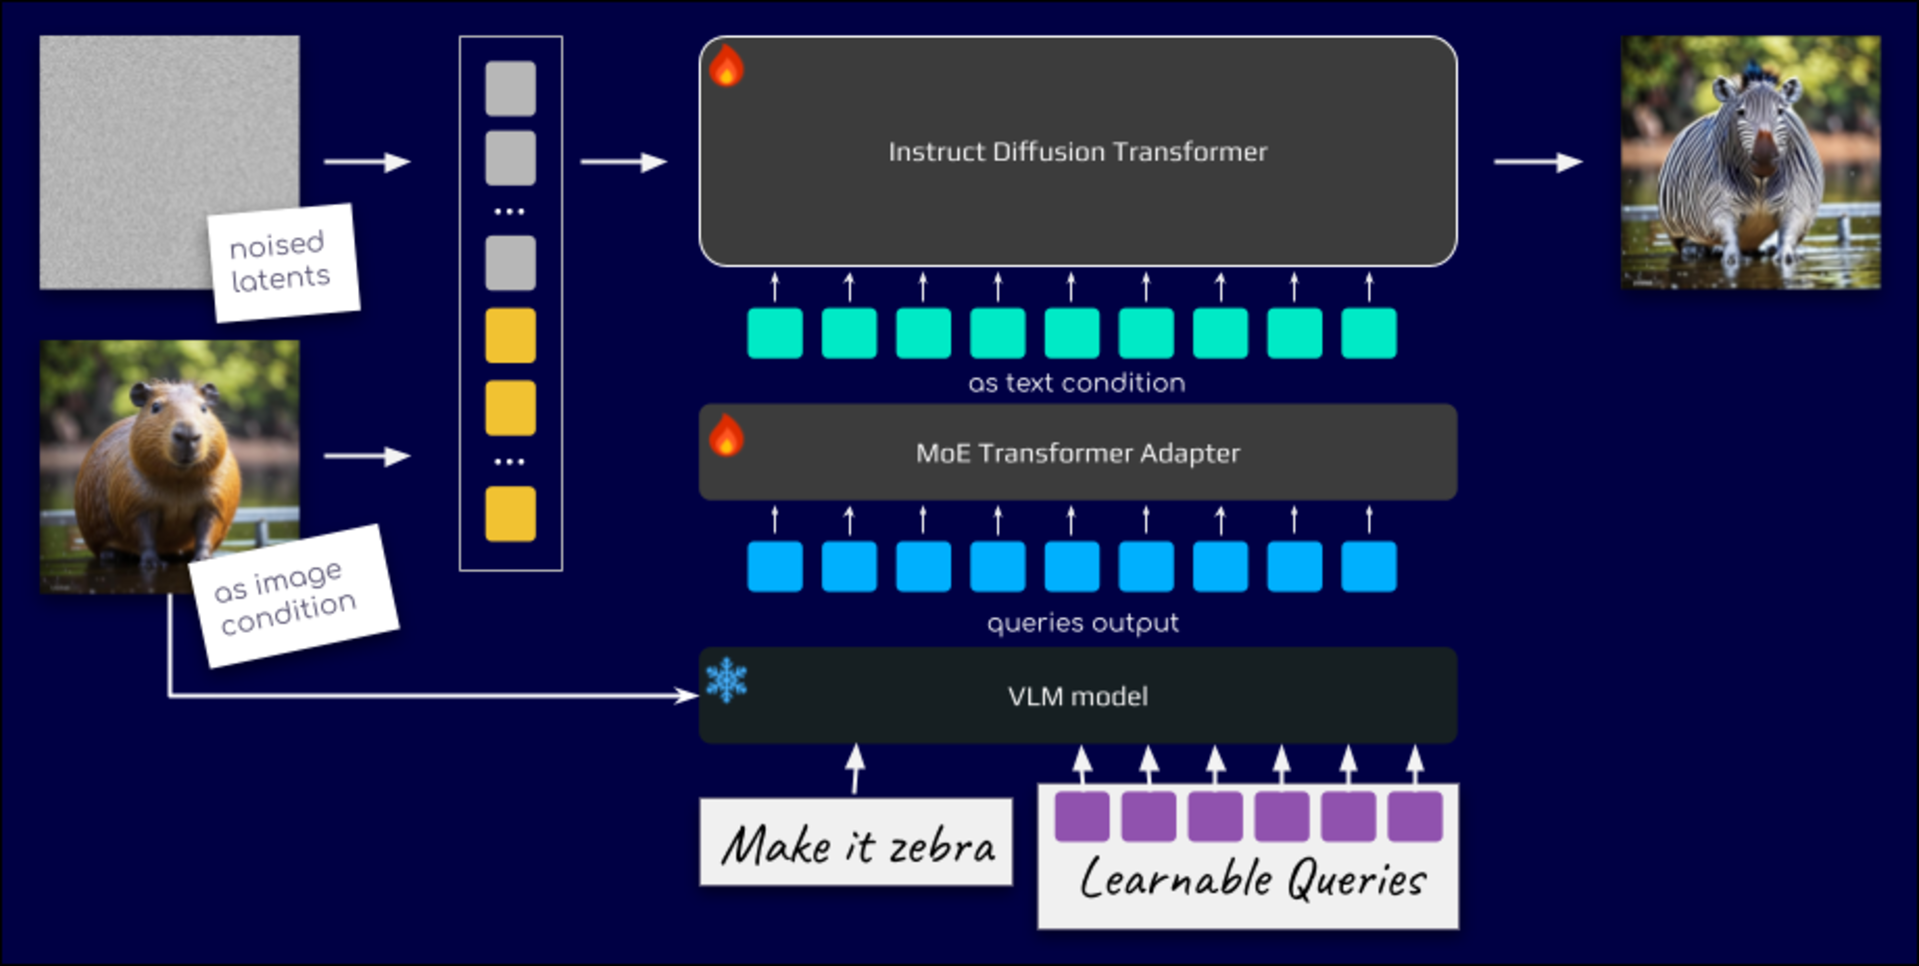 noised
latents
Instruct Diffusion Transformer
as text condition
MoE Transformer Adapter
as image
condition
queries output
VLM model
Make it zebra
Learnable Queries